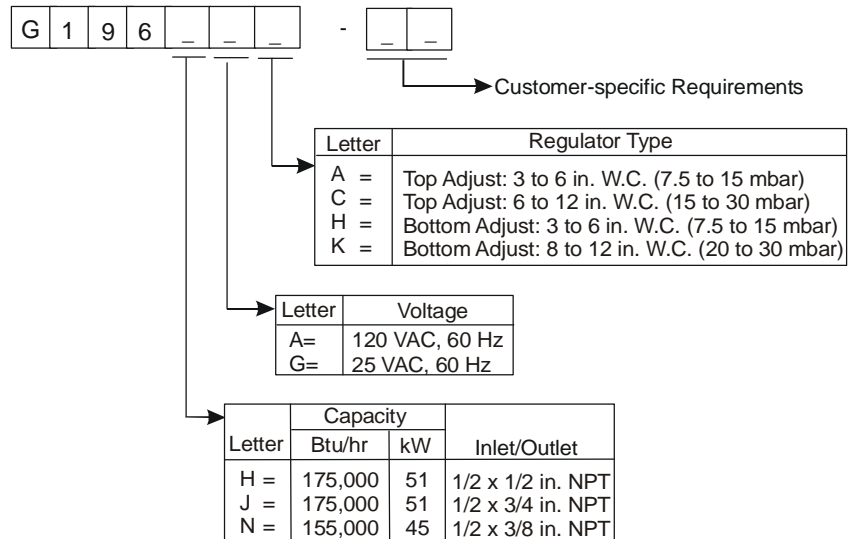 G 1 9 6 _ _ _ - _ _
Customer-specific Requirements
Letter Regulator Type
A = Top Adjust: 3 to 6 in. W.C. (7.5 to 15 mbar)
C = Top Adjust: 6 to 12 in. W.C. (15 to 30 mbar)
H = Bottom Adjust: 3 to 6 in. W.C. (7.5 to 15 mbar)
K = Bottom Adjust: 8 to 12 in. W.C. (20 to 30 mbar)
Letter Voltage
A= 120 VAC, 60 Hz
G= 25 VAC, 60 Hz
Capacity
Letter Btu/hr kW Inlet/Outlet
H = 175,000 51 1/2 x 1/2 in. NPT
J = 175,000 51 1/2 x 3/4 in. NPT
N = 155,000 45 1/2 x 3/8 in. NPT